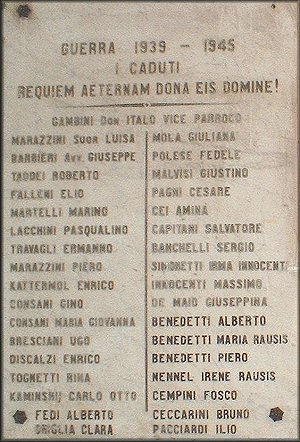 GUERRA 1939 - 1945
I CADUTI
REQUIEM AETERNAM DONA EIS DOMINE!
GAMBINI Don ITALO VICE PARROCO
MARAZZINI Suor LUISA
BARBIERI Avv. GIUSEPPE
TADDEI ROBERTO
FALLENI ELIO
MARTELLI MARINO
LACCHINI PASQUALINO
TRAVAGLI ERMANNO
MARAZZINI PIERO
KATTERMOL ENRICO
CONSANI GINO
CONSANI MARIA GIOVANNA
BRESCIANI UGO
DISCALZI ENRICO
TOGNETTI RINA
KAMINSKIJ CARLO OTTO
FEDI ALBERTO
GRIGLIA CLARA
MOLA GIULIANA
POLESE FEDELE
MALVISI GIUSTINO
PAGNI CESARE
CEI AMINA
CAPITANI SALVATORE
BANCHELLI SERGIO
SIMONETTI IRMA INNOCENTI
INNOCENTI MASSIMO
DE MAIO GIUSEPPINA
BENEDETTI ALBERTO
BENEDETTI MARIA RAUSIS
BENEDETTI PIERO
NENNEL IRENE RAUSIS
CEMPINI FOSCO
CECCARINI BRUNO
PACCIARDI ILIO